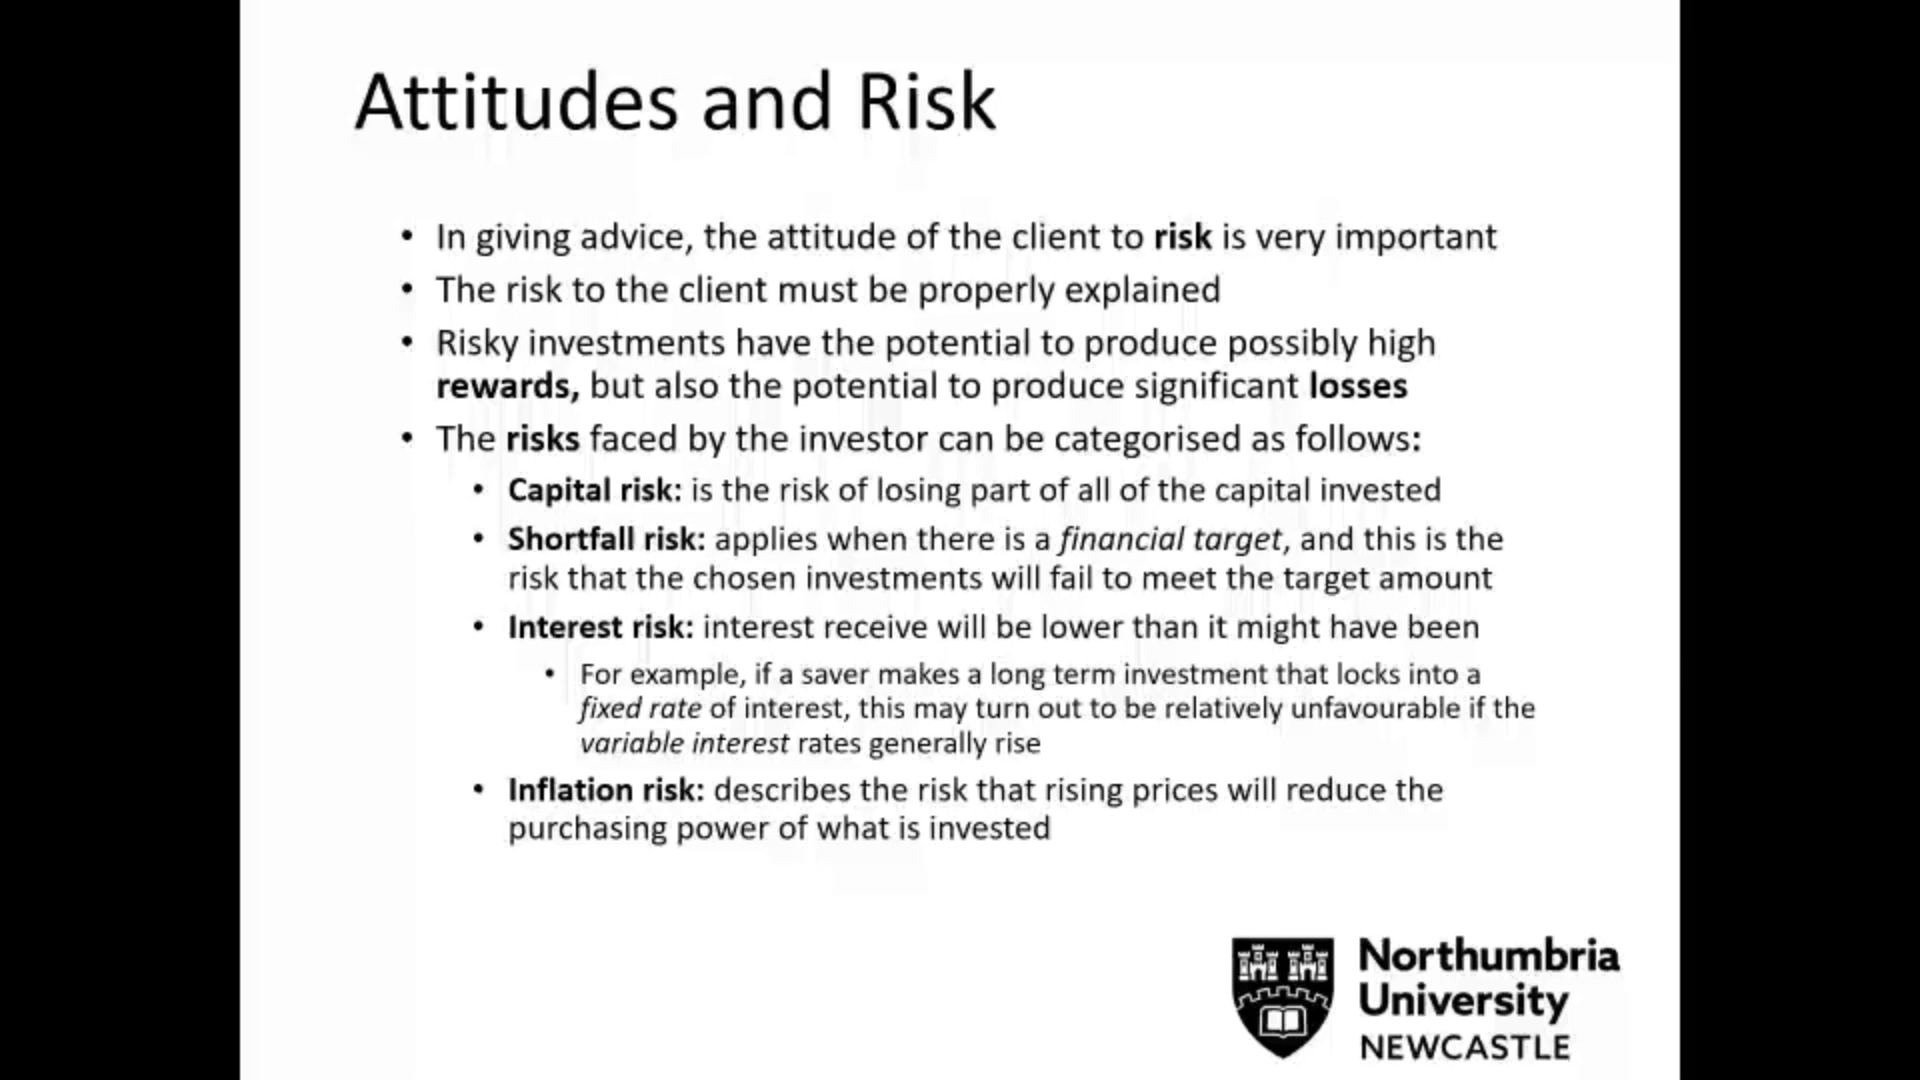 Attitudes and Risk
• In giving advice, the attitude of the client to risk is very important
• The risk to the client must be properly explained
• Risky investments have the potential to produce possibly high
rewards, but also the potential to produce significant losses
• The risks faced by the investor can be categorised as follows:
• Capital risk: is the risk of losing part of all of the capital invested
• Shortfall risk: applies when there is a financial target, and this is the
risk that the chosen investments will fail to meet the target amount
• Interest risk: interest receive will be lower than it might have been
• For example, if a saver makes a long term investment that locks into a
fixed rate of interest, this may turn out to be relatively unfavourable if the
variable interest rates generally rise
• Inflation risk: describes the risk that rising prices will reduce the
purchasing power of what is invested
Northumbria
University
NEWCASTLE